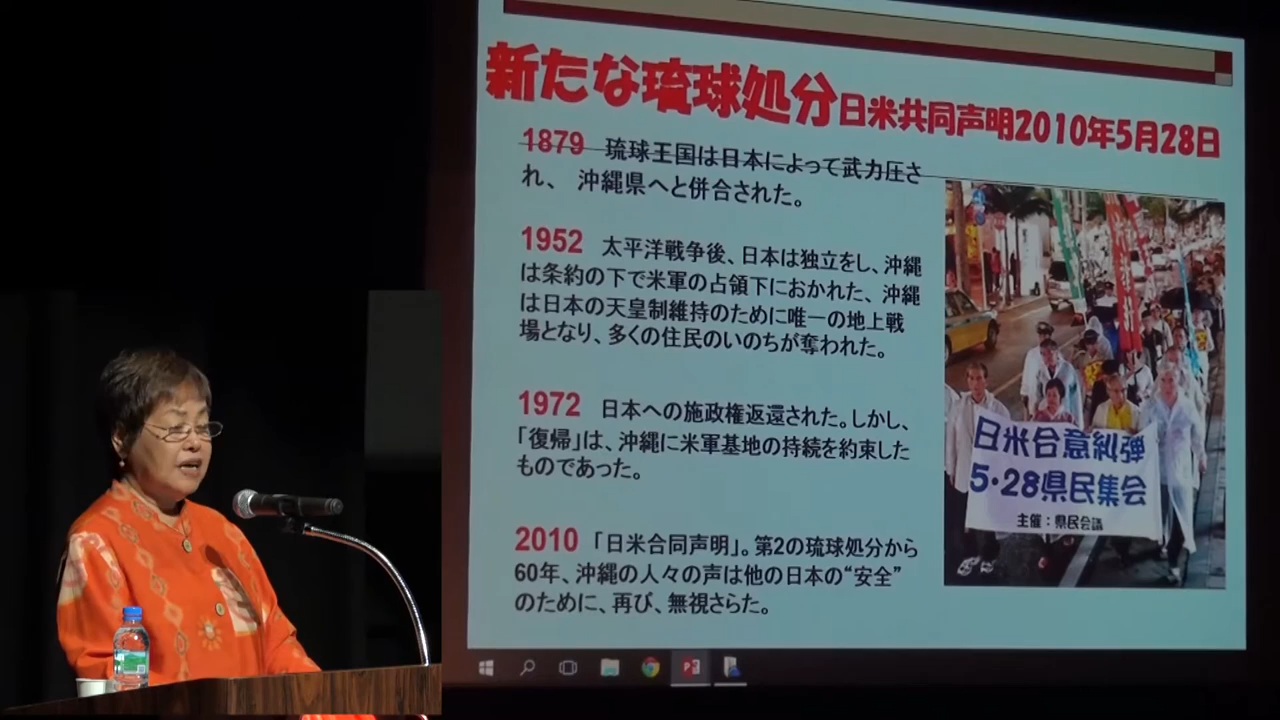 新たな琉球処分日米共同声明2010年5月28日
1879 琉球王国は日本によって武力圧さ
れ、 沖縄県へと併合された。
1952 太平洋戦争後、日本は独立をし、沖縄
は条約の下で米軍の占領下におかれた、沖縄
は日本の天皇制維持のために唯一の地上戦
場となり、多くの住民のいのちが奪われた。
1972 日本への施政権返還された。しかし、
「復帰」は、沖縄に米軍基地の持続を約束した
ものであった。
2010 「日米合同声明」。第2の琉球処分から
60年、沖縄の人々の声は他の日本の“安全”
のために、再び、無視さらた。
日米合意糾弾
5・28県民集会
主催:県民会議